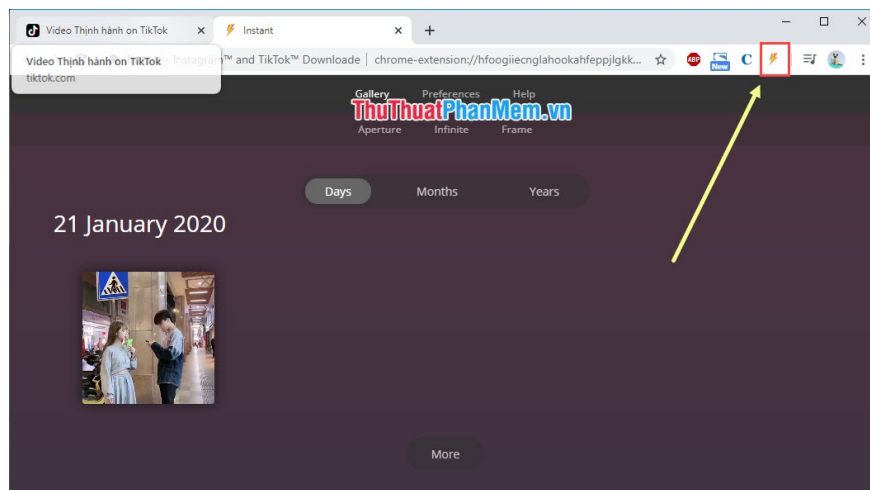 Video Thịnh hành on TikTok
Instant
Video Thịnh hành on TikTok
tiktok.com
Instagram™ and TikTok™ Downloade
chrome-extension://hfoogiiecnglahookahfeppjlgkk...
ABP
New
C
Gallery
Preferences
Help
ThuThuatPhanMem.vn
Aperture
Infinite
Frame
Days
Months
Years
21 January 2020
More